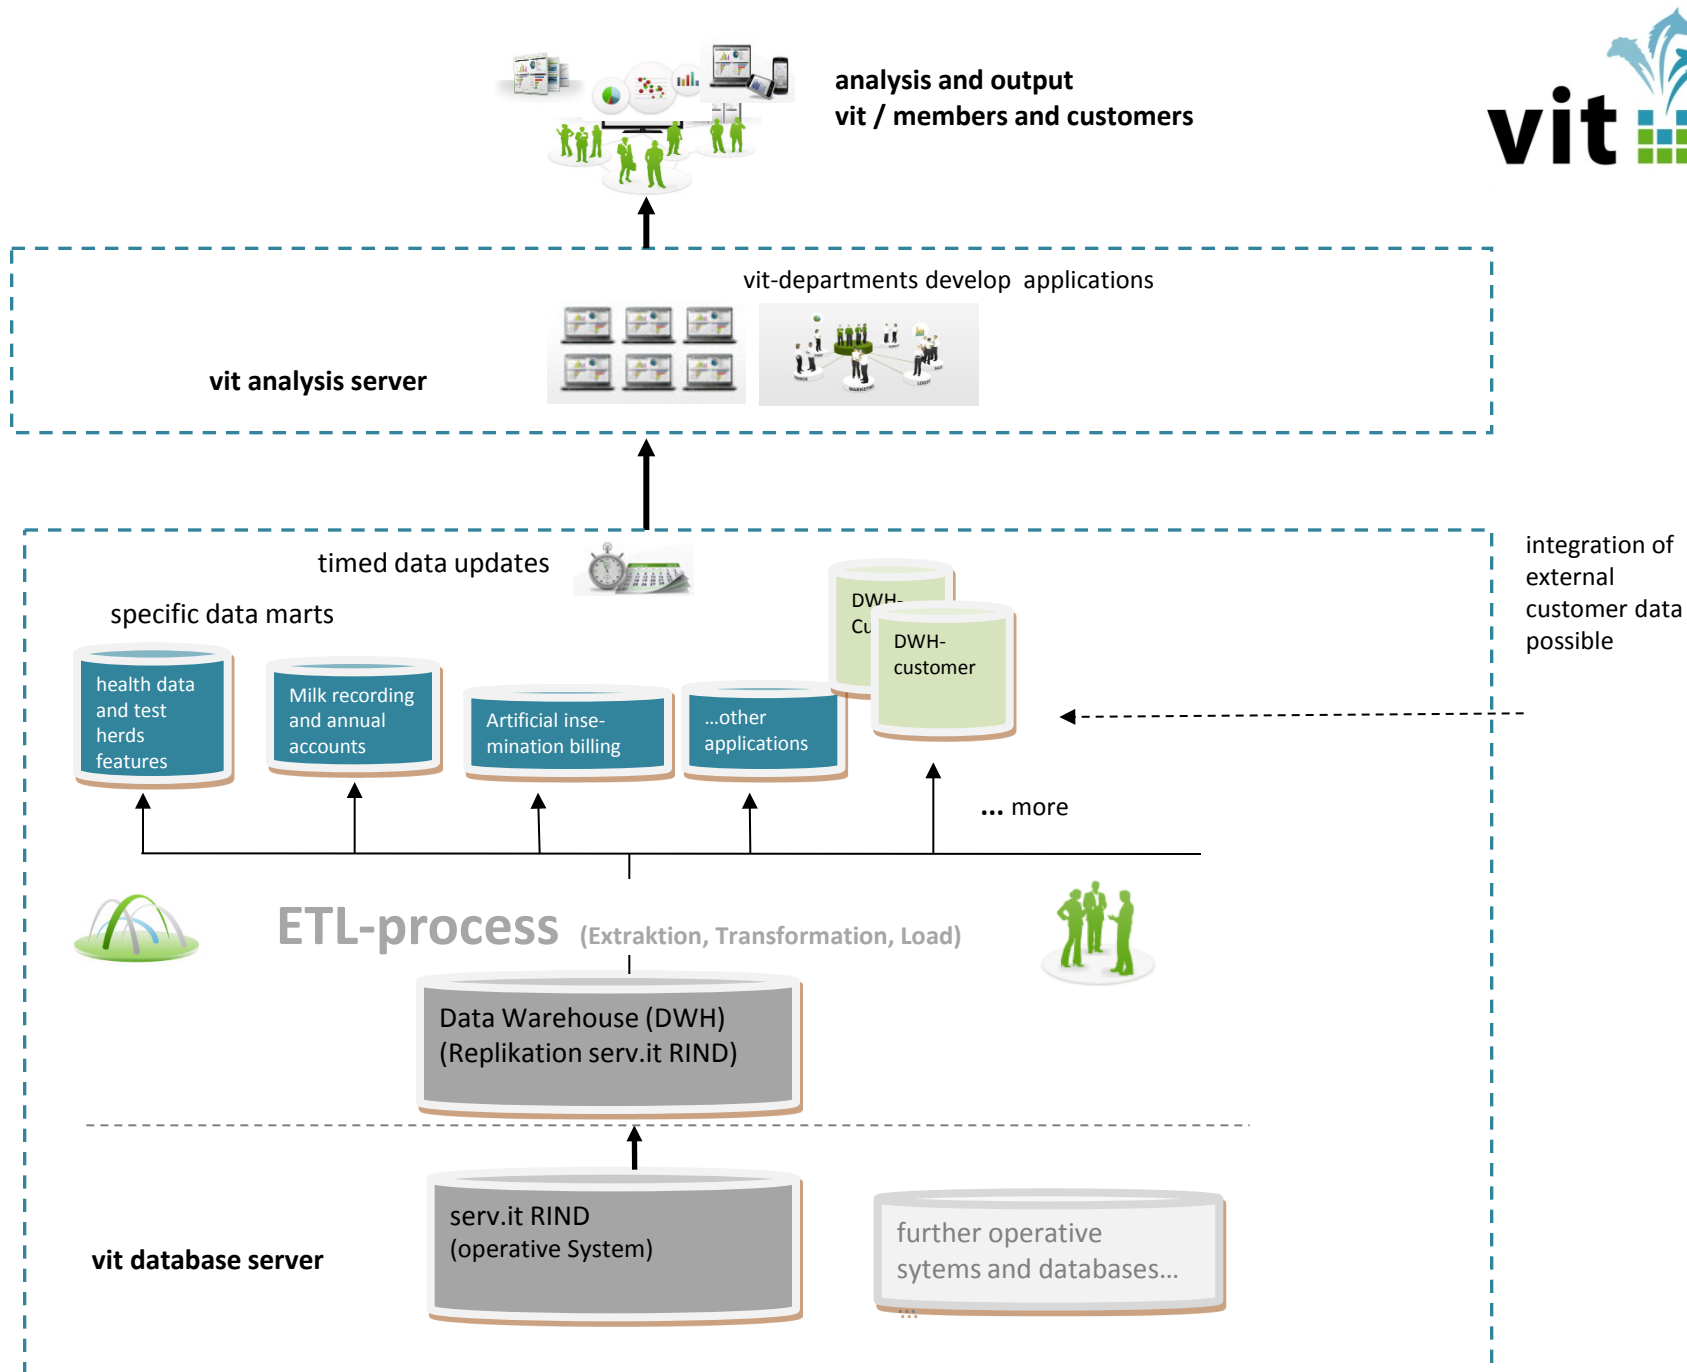 analysis and output
vit / members and customers
vit
vit-departments develop applications
vit analysis server
MARKETING
timed data updates
integration of
external
customer data
possible
specific data marts
DWH-
DWH-
customer
health data
and test
herds
features
Milk recording
and annual
accounts
Artificial inse-
mination billing
...other
applications
... more
ETL-process (Extraktion, Transformation, Load)
Data Warehouse (DWH)
(Replikation serv.it RIND)
serv.it RIND
(operative System)
vit database server
further operative
sytems and databases...
...